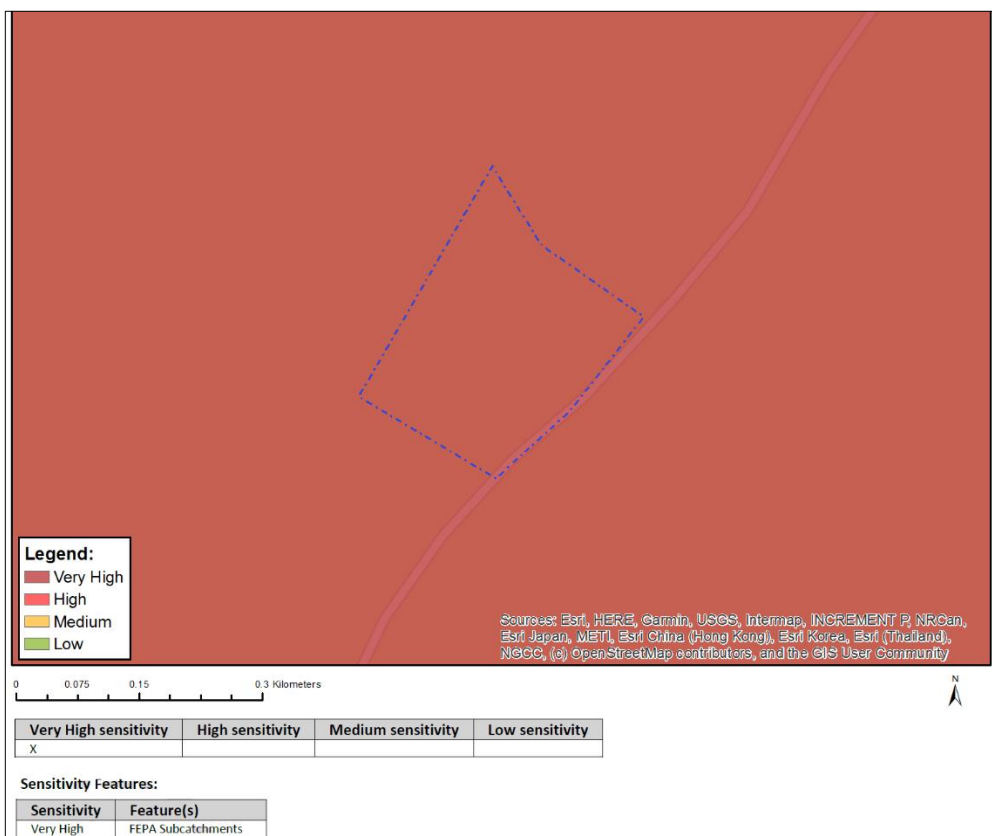 Legend:
Very High
High
Medium
Low
Sources: Esri, HERE, Garmin, USGS, Intermap, INCREMENT P, NRCan,
Esri Japan, METI, Esri China (Hong Kong), Esri Korea, Esri (Thailand),
NGCC, (c) OpenStreetMap contributors, and the GIS User Community
0 0.075 0.15 0.3 Kilometers
N
Very High sensitivity High sensitivity Medium sensitivity Low sensitivity
X
Sensitivity Features:
Sensitivity Feature(s)
Very High FEPA Subcatchments